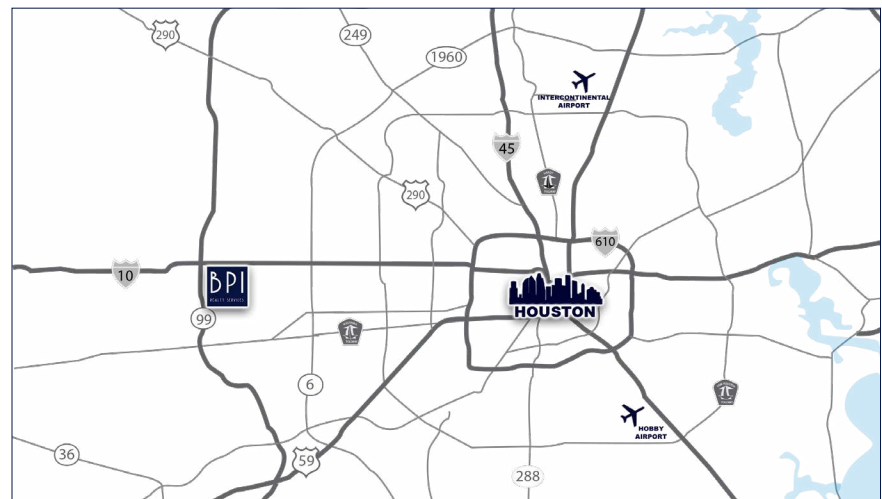 290
249
1960
INTERCONTINENTAL
AIRPORT
45
290
610
10
BPI
REALTY SERVICES
HOUSTON
99
6
HOBBY
AIRPORT
36
59
288